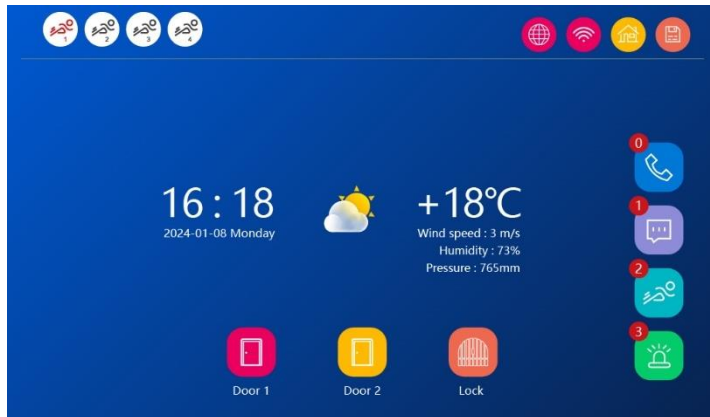 1 2 3 4
0
1
16 : 18
+18°C
2024-01-08 Monday
Wind speed : 3 m/s
Humidity : 73%
Pressure : 765mm
2
3
Door 1 Door 2 Lock